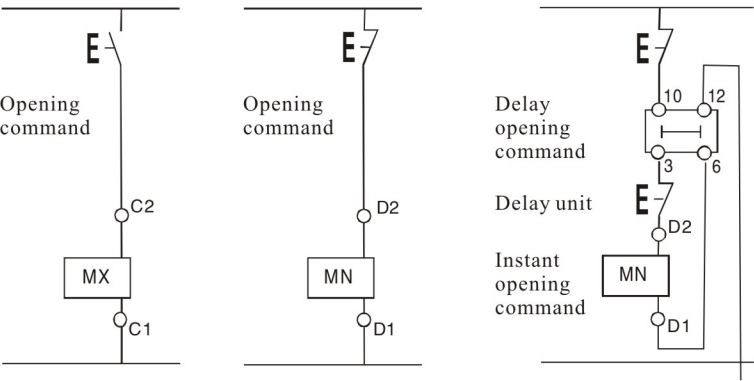 E
Opening
command
C2
MX
C1
E
Opening
command
D2
MN
D1
E
10 12
Delay
opening
command
3 6
Delay unit
E
D2
Instant
opening
command
MN
D1